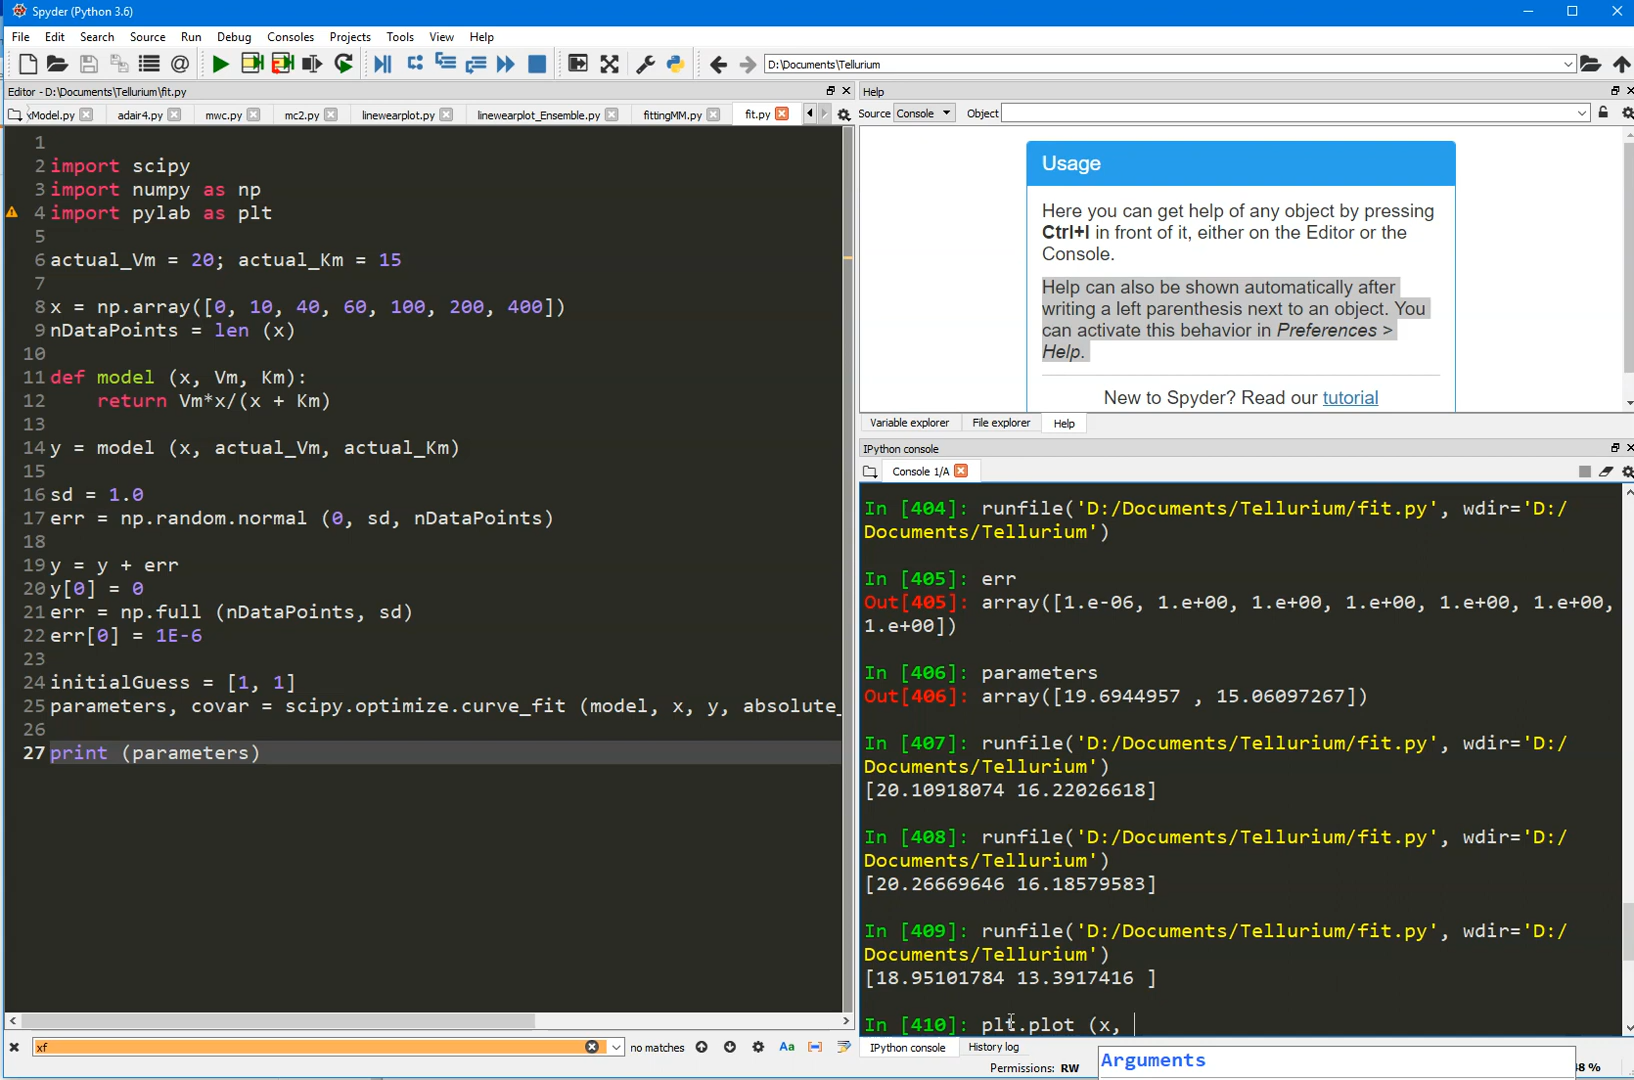 Spyder (Python 3.6)
File Edit Search Source Run Debug Consoles Projects Tools View Help
D:\Documents\Tellurium
Editor - D:\Documents\Tellurium\fit.py
xModel.py adair4.py mwc.py mc2.py linewearplot.py linewearplot_Ensemble.py fittingMM.py fit.py
1
2 import scipy
3 import numpy as np
4 import pylab as plt
5
6 actual_Vm = 20; actual_Km = 15
7
8 x = np.array([0, 10, 40, 60, 100, 200, 400])
9 nDataPoints = len (x)
10
11 def model (x, Vm, Km):
12 return Vm*x/(x + Km)
13
14 y = model (x, actual_Vm, actual_Km)
15
16 sd = 1.0
17 err = np.random.normal (0, sd, nDataPoints)
18
19 y = y + err
20 y[0] = 0
21 err = np.full (nDataPoints, sd)
22 err[0] = 1E-6
23
24 initialGuess = [1, 1]
25 parameters, covar = scipy.optimize.curve_fit (model, x, y, absolute_
26
27 print (parameters)
xf
no matches
Aa
Help
Source Console Object
Usage
Here you can get help of any object by pressing
Ctrl+I in front of it, either on the Editor or the
Console.
Help can also be shown automatically after
writing a left parenthesis next to an object. You
can activate this behavior in Preferences >
Help.
New to Spyder? Read our tutorial
Variable explorer File explorer Help
IPython console
Console 1/A
In [404]: runfile('D:/Documents/Tellurium/fit.py', wdir='D:/
Documents/Tellurium')
In [405]: err
Out[405]: array([1.e-06, 1.e+00, 1.e+00, 1.e+00, 1.e+00, 1.e+00,
1.e+00])
In [406]: parameters
Out[406]: array([19.6944957 , 15.06097267])
In [407]: runfile('D:/Documents/Tellurium/fit.py', wdir='D:/
Documents/Tellurium')
[20.10918074 16.22026618]
In [408]: runfile('D:/Documents/Tellurium/fit.py', wdir='D:/
Documents/Tellurium')
[20.26669646 16.18579583]
In [409]: runfile('D:/Documents/Tellurium/fit.py', wdir='D:/
Documents/Tellurium')
[18.95101784 13.3917416 ]
In [410]: plt.plot (x,
IPython console History log
Permissions: RW
Arguments
8 %